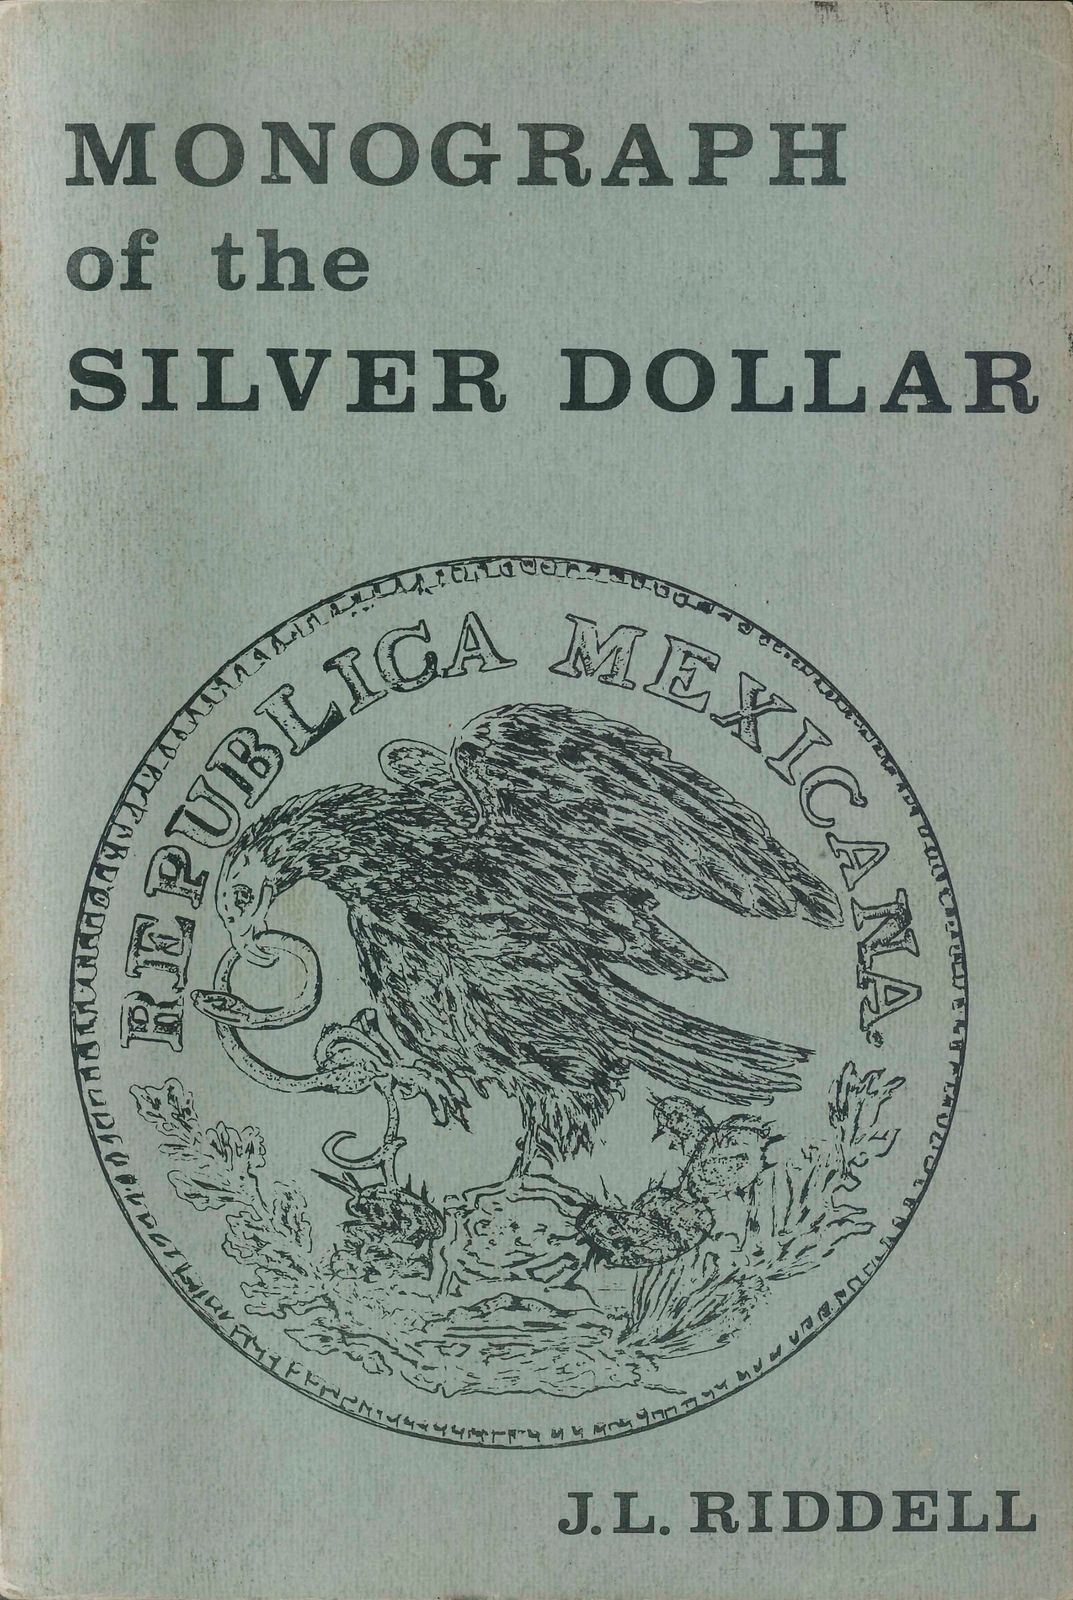 MONOGRAPH
of the
SILVER DOLLAR
REPUBLICA MEXICANA.
J.L. RIDDELL